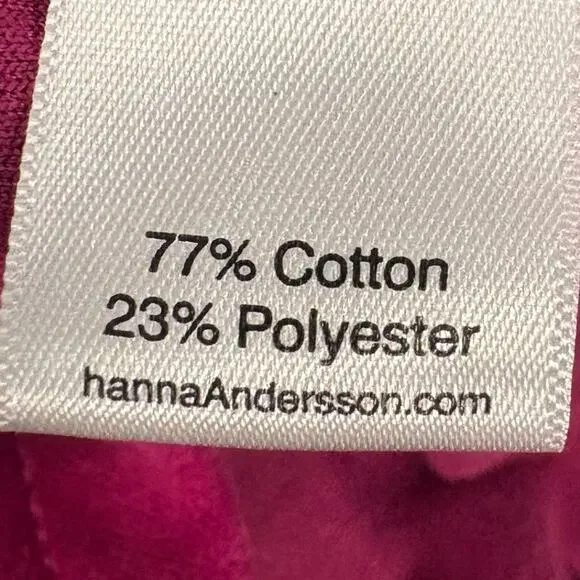 77% Cotton
23% Polyester
hannaAndersson.com